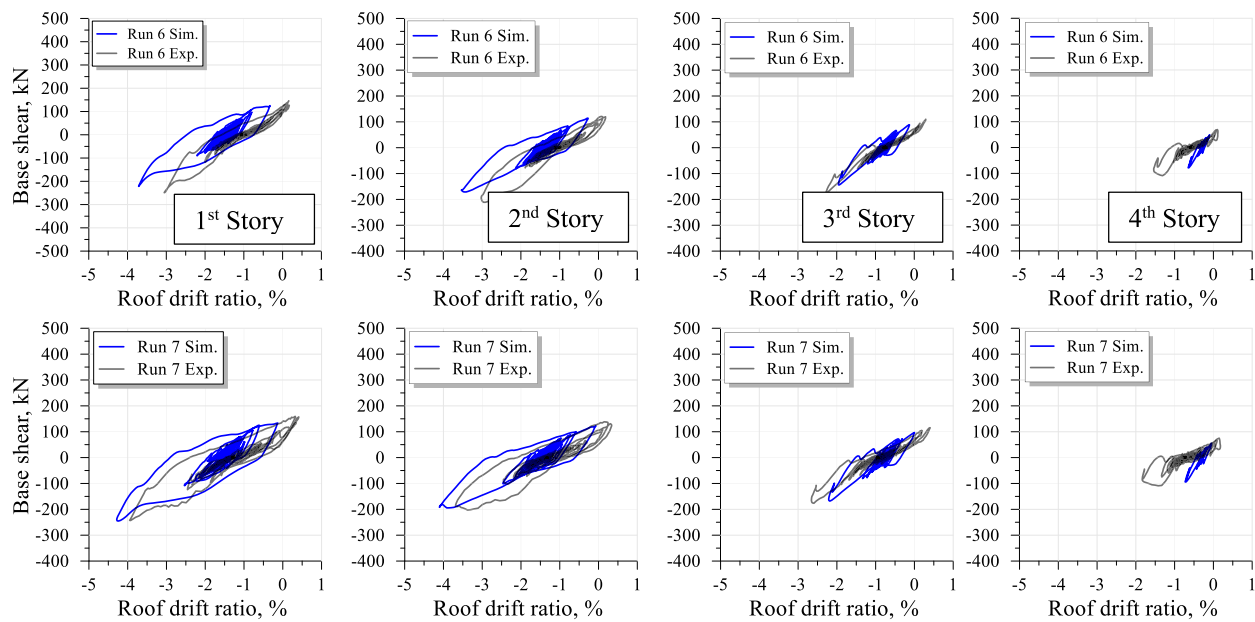 Base shear, kN
500
400
300
200
100
0
-100
-200
-300
-400
-500
Run 6 Sim.
Run 6 Exp.
1st Story
-5 -4 -3 -2 -1 0 1
Roof drift ratio, %
500
400
300
200
100
0
-100
-200
-300
-400
Run 6 Sim.
Run 6 Exp.
2nd Story
-5 -4 -3 -2 -1 0 1
Roof drift ratio, %
500
400
300
200
100
0
-100
-200
-300
-400
Run 6 Sim.
Run 6 Exp.
3rd Story
-5 -4 -3 -2 -1 0 1
Roof drift ratio, %
500
400
300
200
100
0
-100
-200
-300
-400
Run 6 Sim.
Run 6 Exp.
4th Story
-5 -4 -3 -2 -1 0 1
Roof drift ratio, %
Base shear, kN
500
400
300
200
100
0
-100
-200
-300
-400
Run 7 Sim.
Run 7 Exp.
-5 -4 -3 -2 -1 0 1
Roof drift ratio, %
500
400
300
200
100
0
-100
-200
-300
-400
Run 7 Sim.
Run 7 Exp.
-5 -4 -3 -2 -1 0 1
Roof drift ratio, %
500
400
300
200
100
0
-100
-200
-300
-400
Run 7 Sim.
Run 7 Exp.
-5 -4 -3 -2 -1 0 1
Roof drift ratio, %
500
400
300
200
100
0
-100
-200
-300
-400
Run 7 Sim.
Run 7 Exp.
-5 -4 -3 -2 -1 0 1
Roof drift ratio, %